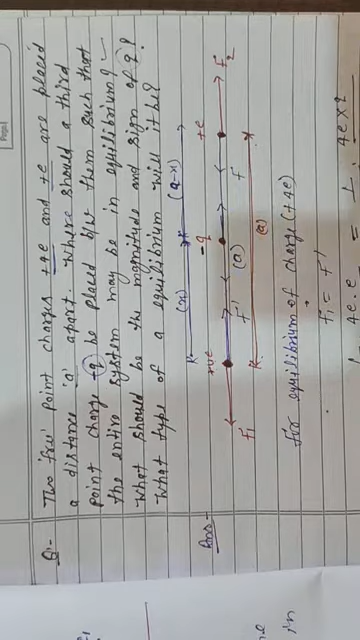 Q:- Two 'free' point charges +4e and +e are placed
a distance 'a' apart. Where should a third
point charge q be placed b/w them such that
the entire system may be in equilibrium?
What should be the magnitude and sign of q?
What type of a equilibrium will it be?
(x) (a-x)
Ans:- +4e -q +e
F1 F' F F2
(a)
(a)
For equilibrium of charge (+4e)
F1 = F'
4e.e = 1 4e x q
in